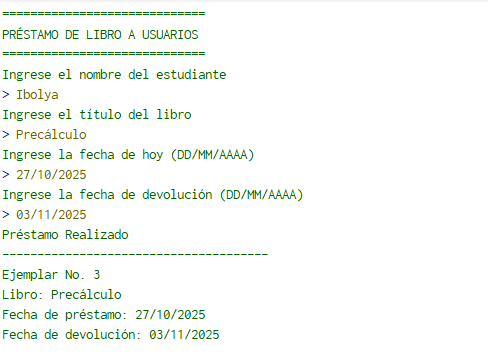 =============================
PRÉSTAMO DE LIBRO A USUARIOS
=============================
Ingrese el nombre del estudiante
> Ibolya
Ingrese el título del libro
> Precálculo
Ingrese la fecha de hoy (DD/MM/AAAA)
> 27/10/2025
Ingrese la fecha de devolución (DD/MM/AAAA)
> 03/11/2025
Préstamo Realizado
--------------------------------------
Ejemplar No. 3
Libro: Precálculo
Fecha de préstamo: 27/10/2025
Fecha de devolución: 03/11/2025